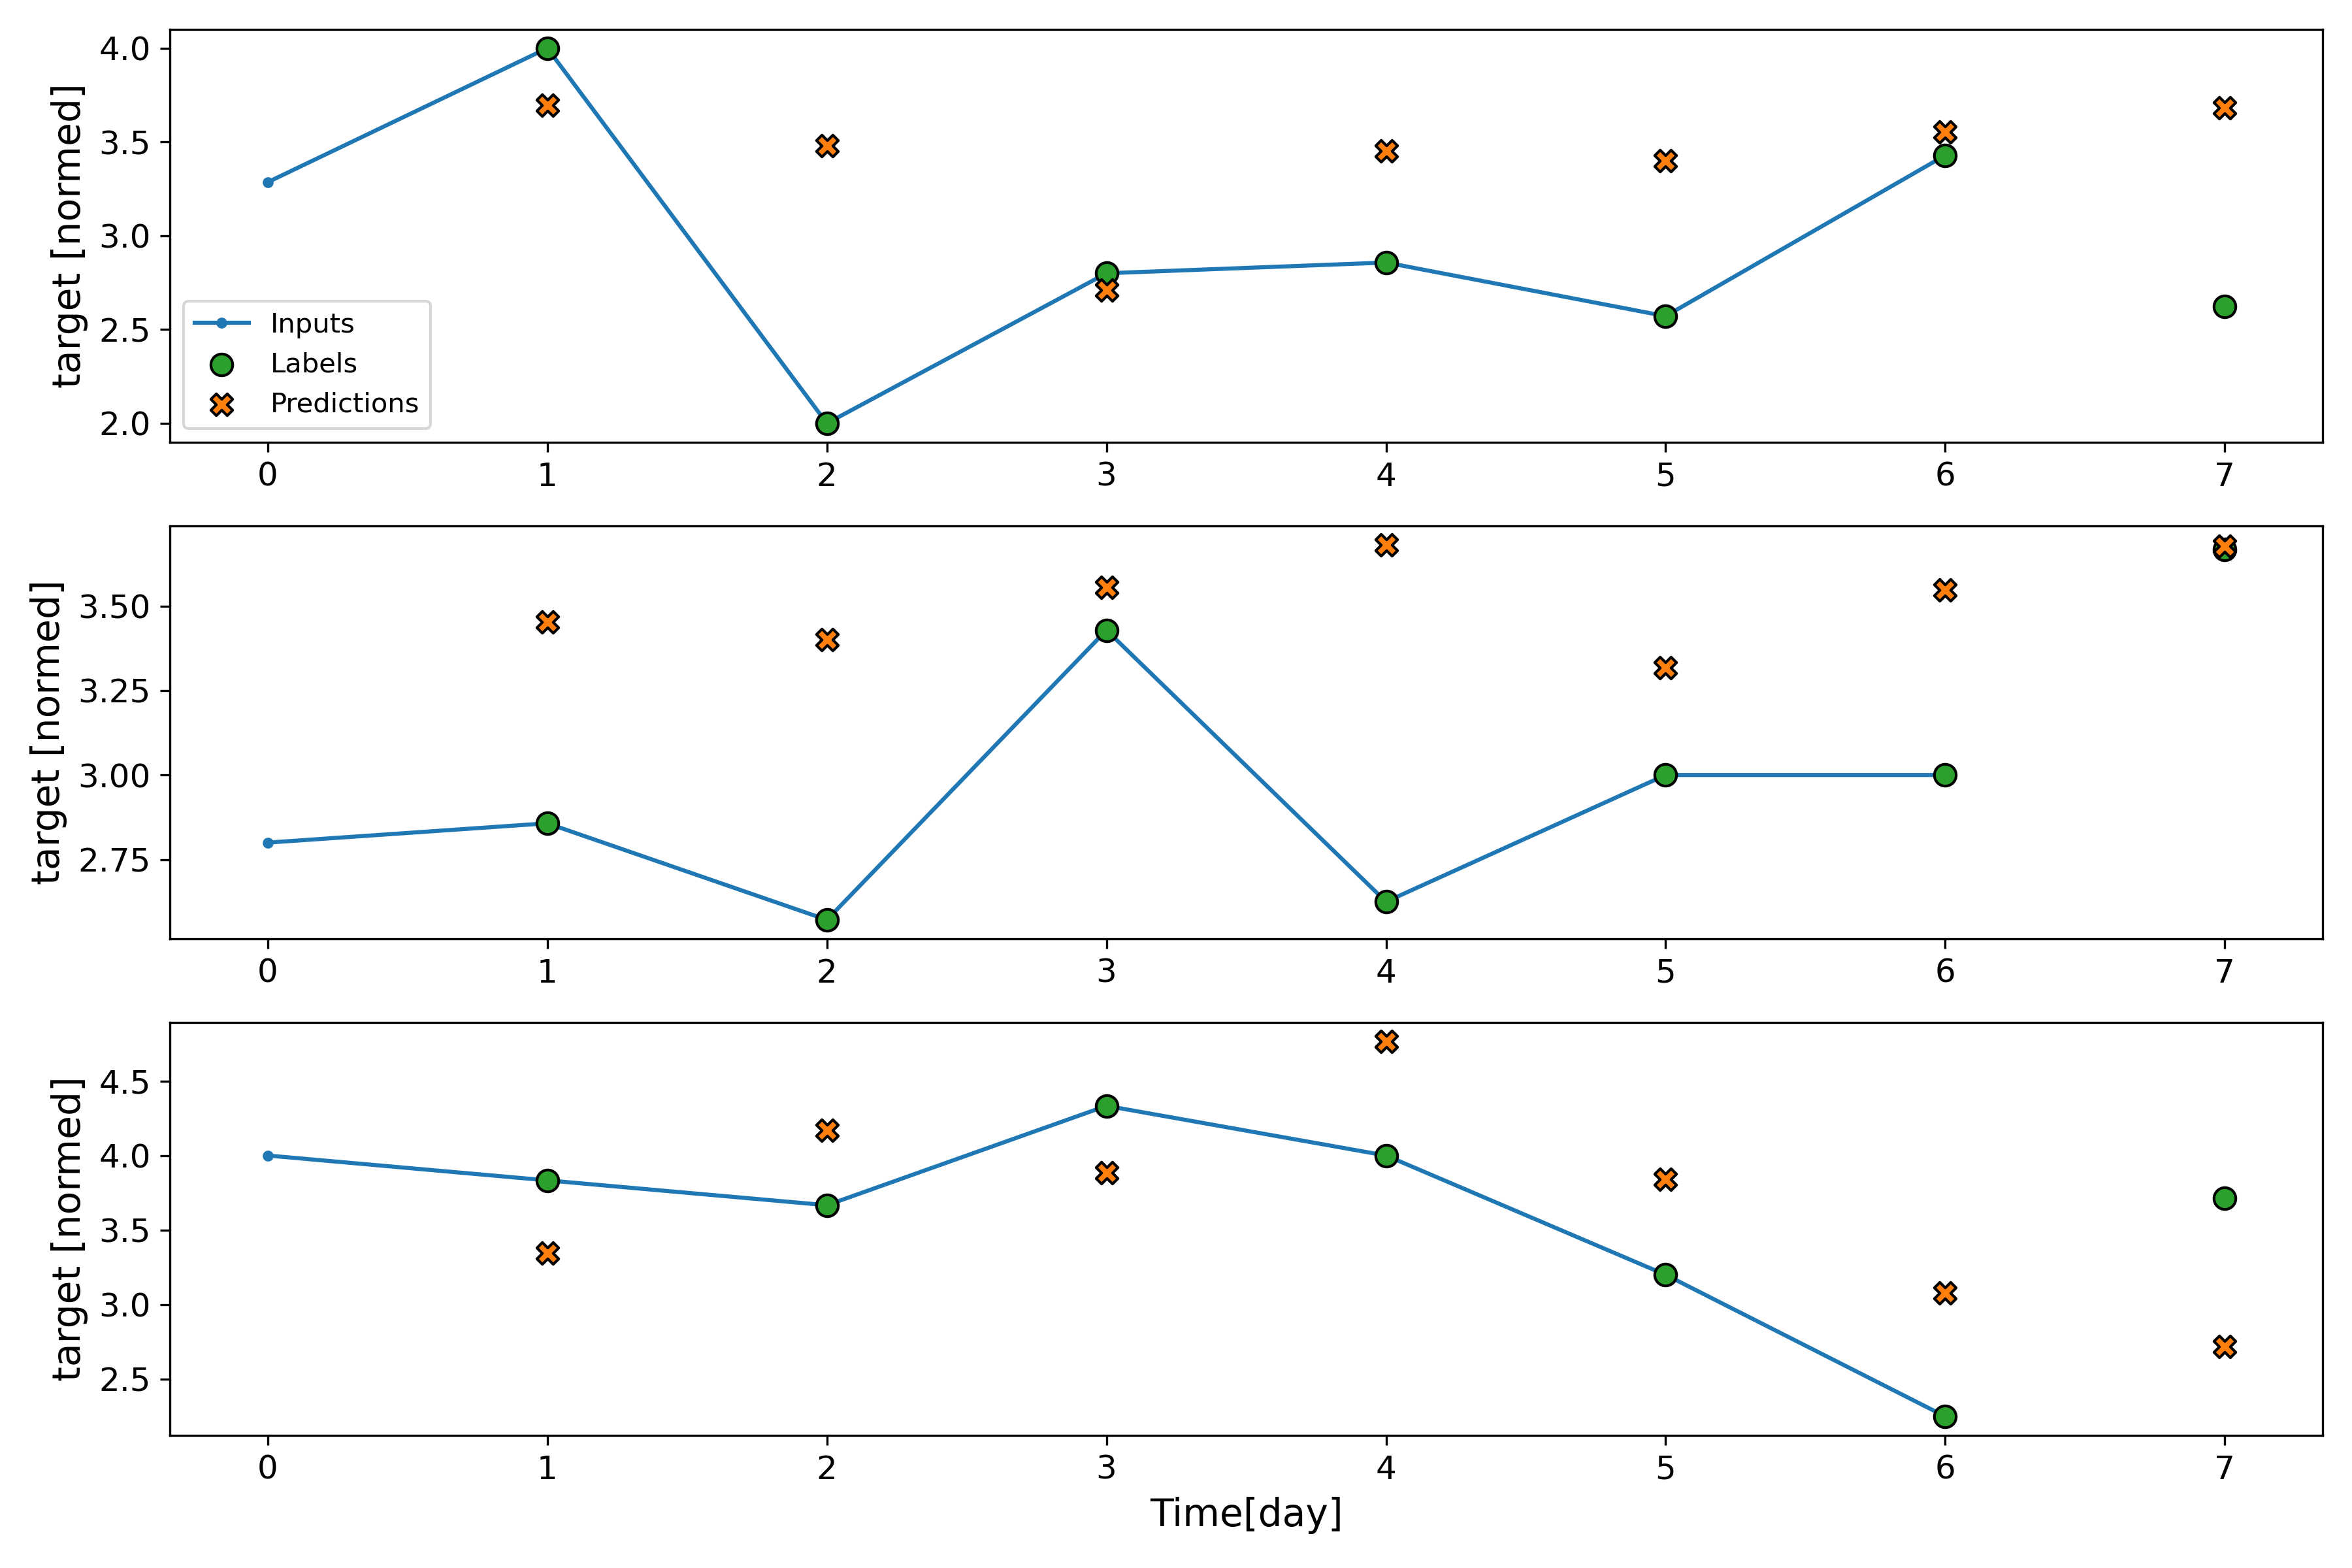 target [normed]
4.0
3.5
3.0
2.5
2.0
Inputs
Labels
Predictions
0 1 2 3 4 5 6 7
target [normed]
3.50
3.25
3.00
2.75
0 1 2 3 4 5 6 7
target [normed]
4.5
4.0
3.5
3.0
2.5
0 1 2 3 4 5 6 7
Time[day]